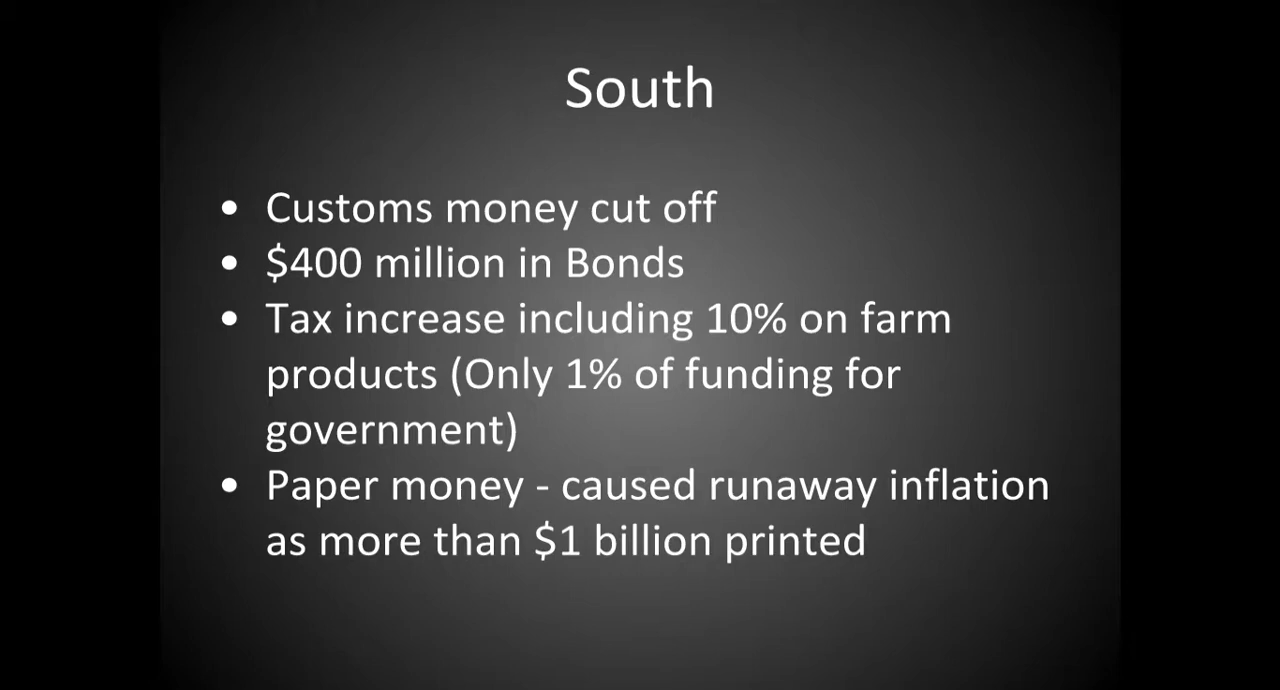 South
• Customs money cut off
• $400 million in Bonds
• Tax increase including 10% on farm
products (Only 1% of funding for
government)
• Paper money - caused runaway inflation
as more than $1 billion printed